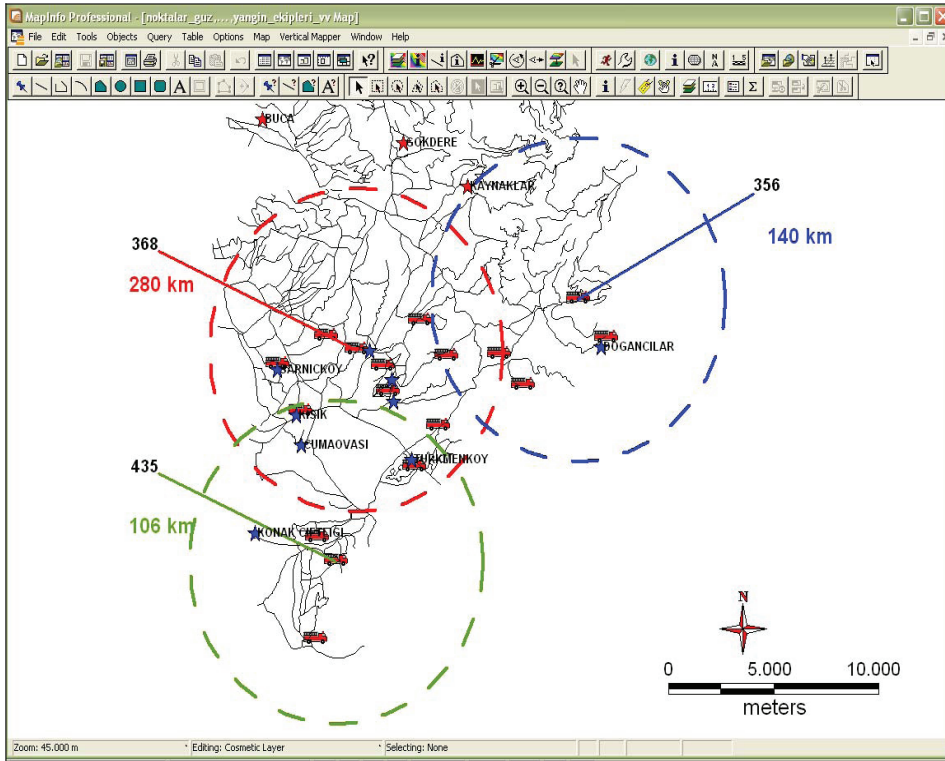 MapInfo Professional - [noktalar_guz,...,yangin_ekipleri_vv Map]
File Edit Tools Objects Query Table Options Map Vertical Mapper Window Help
BUCA
GOKDERE
KAYNAKLAR
356
140 km
368
280 km
DOGANCILAR
SARNICKOY
KISIK
CUMAOVASI
TURKMENKOY
435
106 km
KONAK CIFTLIGI
N
0 5.000 10.000
meters
Zoom: 45.000 m Editing: Cosmetic Layer Selecting: None